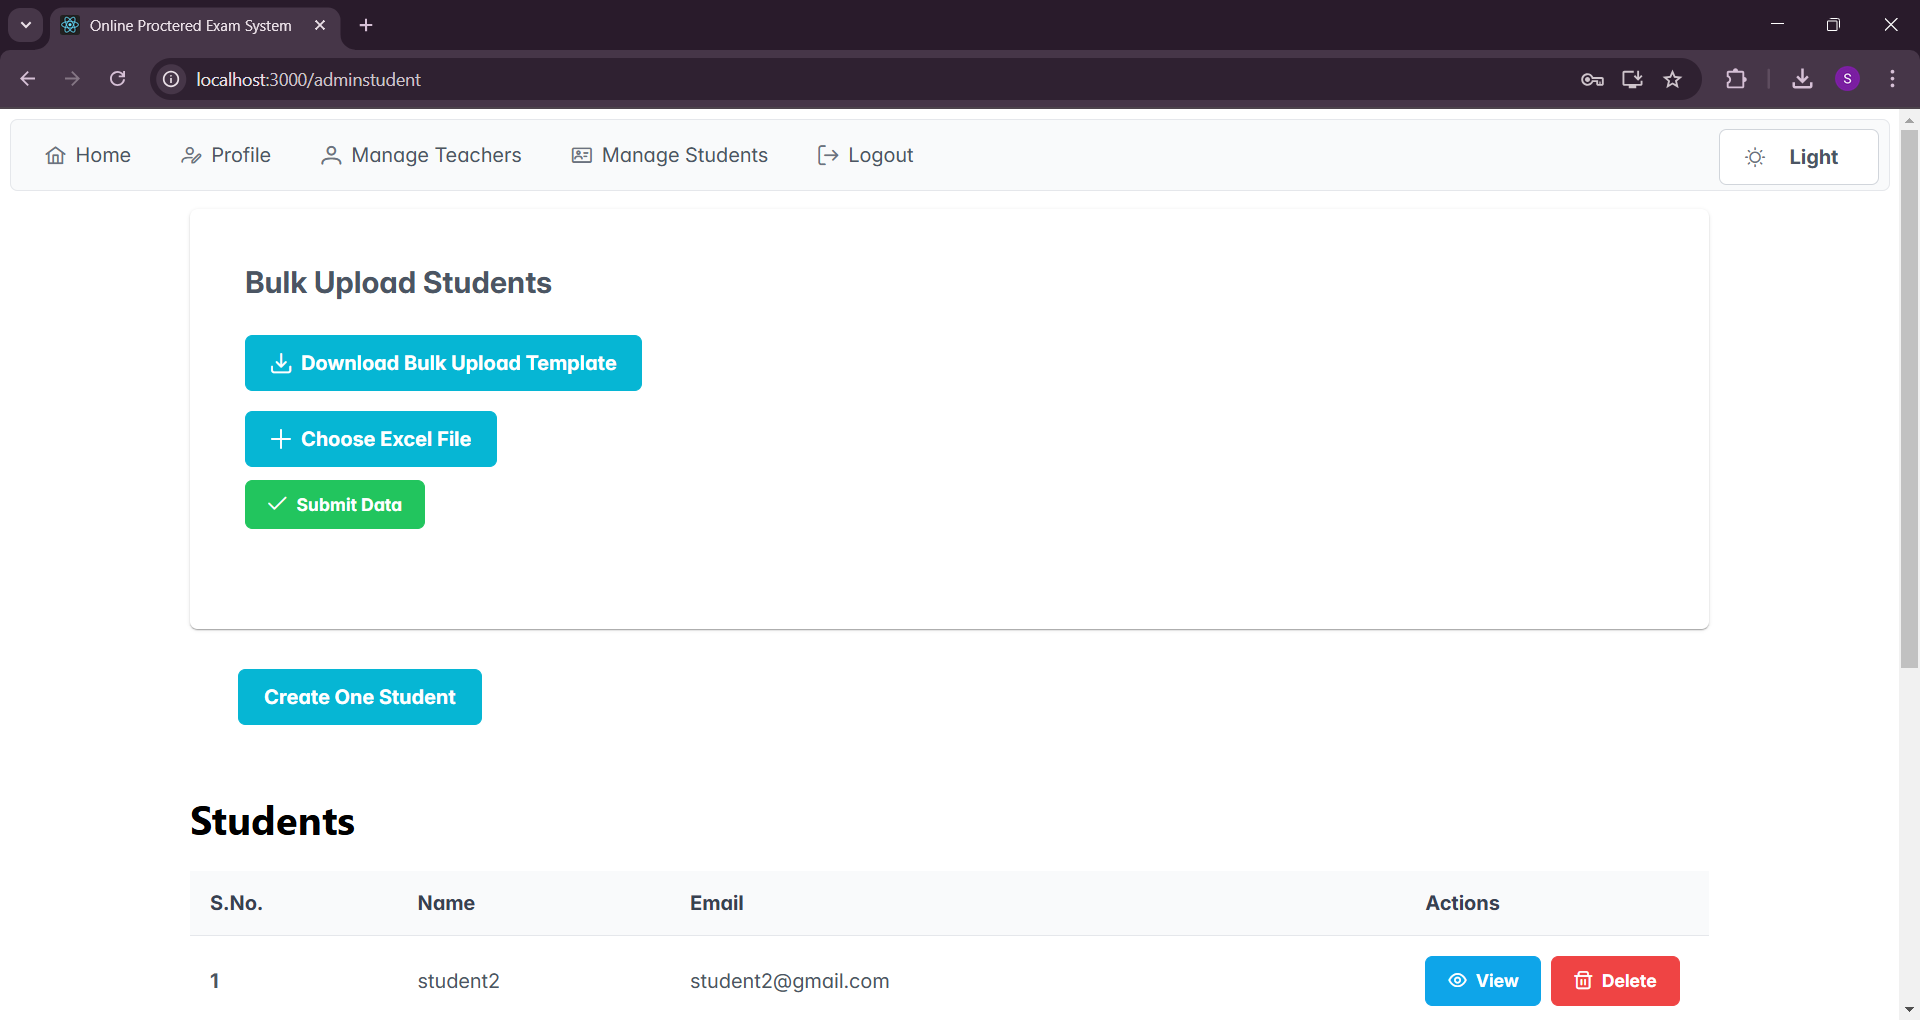 Online Proctered Exam System
localhost:3000/adminstudent
S
Home Profile Manage Teachers Manage Students Logout Light
Bulk Upload Students
Download Bulk Upload Template
Choose Excel File
Submit Data
Create One Student
Students
S.No. Name Email Actions
1 student2 student2@gmail.com View Delete